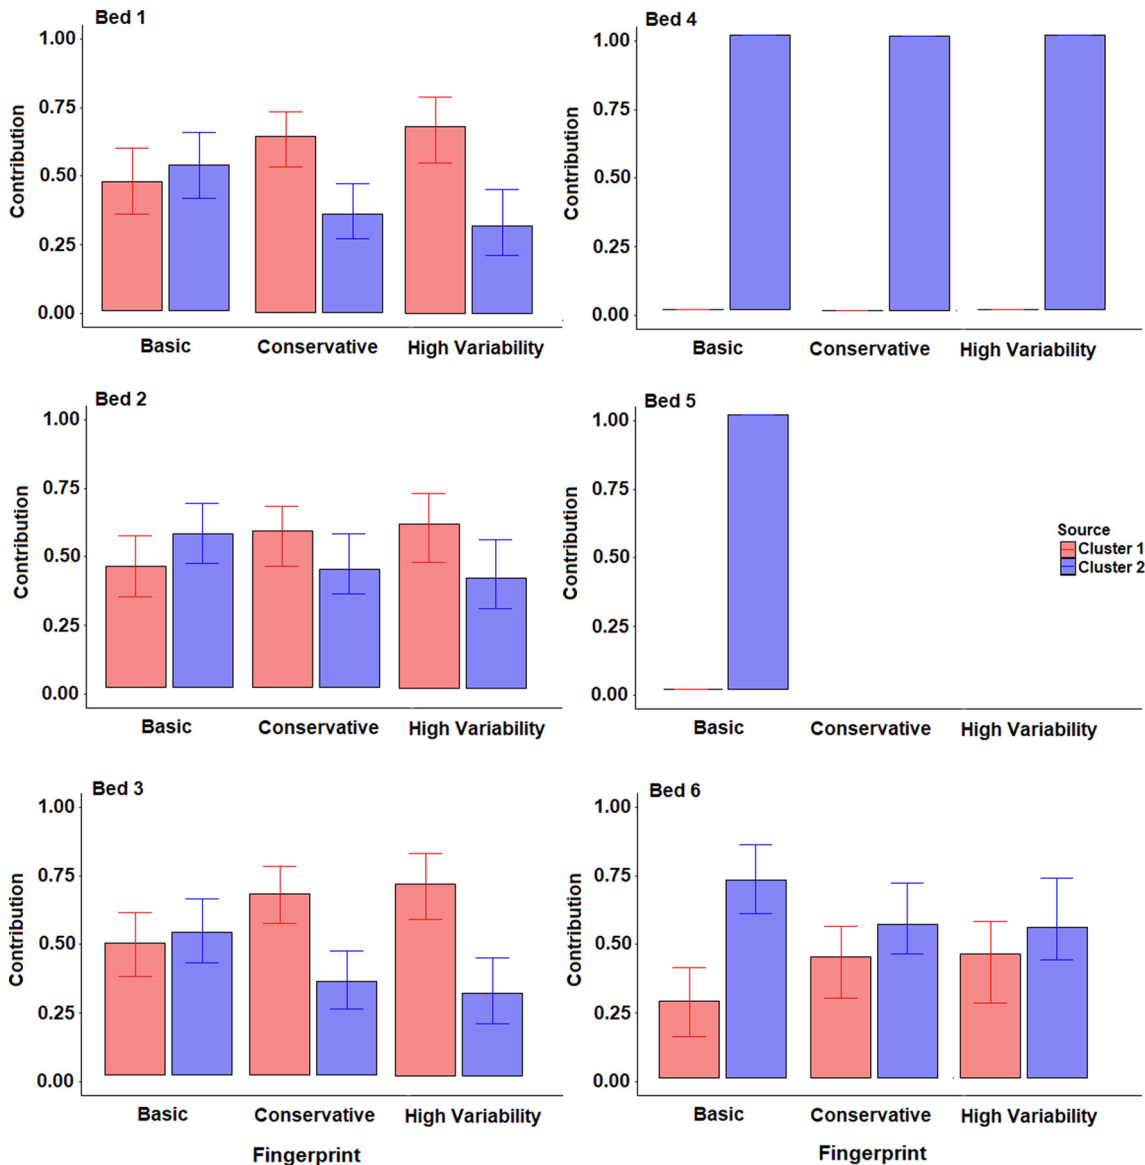 Bed 1
1.00
0.75
0.50
0.25
0.00
Contribution
Basic Conservative High Variability
Bed 4
1.00
0.75
0.50
0.25
0.00
Contribution
Basic Conservative High Variability
Bed 2
1.00
0.75
0.50
0.25
0.00
Contribution
Basic Conservative High Variability
Bed 5
1.00
0.75
0.50
0.25
0.00
Contribution
Basic Conservative High Variability
Source
Cluster 1
Cluster 2
Bed 3
1.00
0.75
0.50
0.25
0.00
Contribution
Basic Conservative High Variability
Fingerprint
Bed 6
1.00
0.75
0.50
0.25
0.00
Contribution
Basic Conservative High Variability
Fingerprint